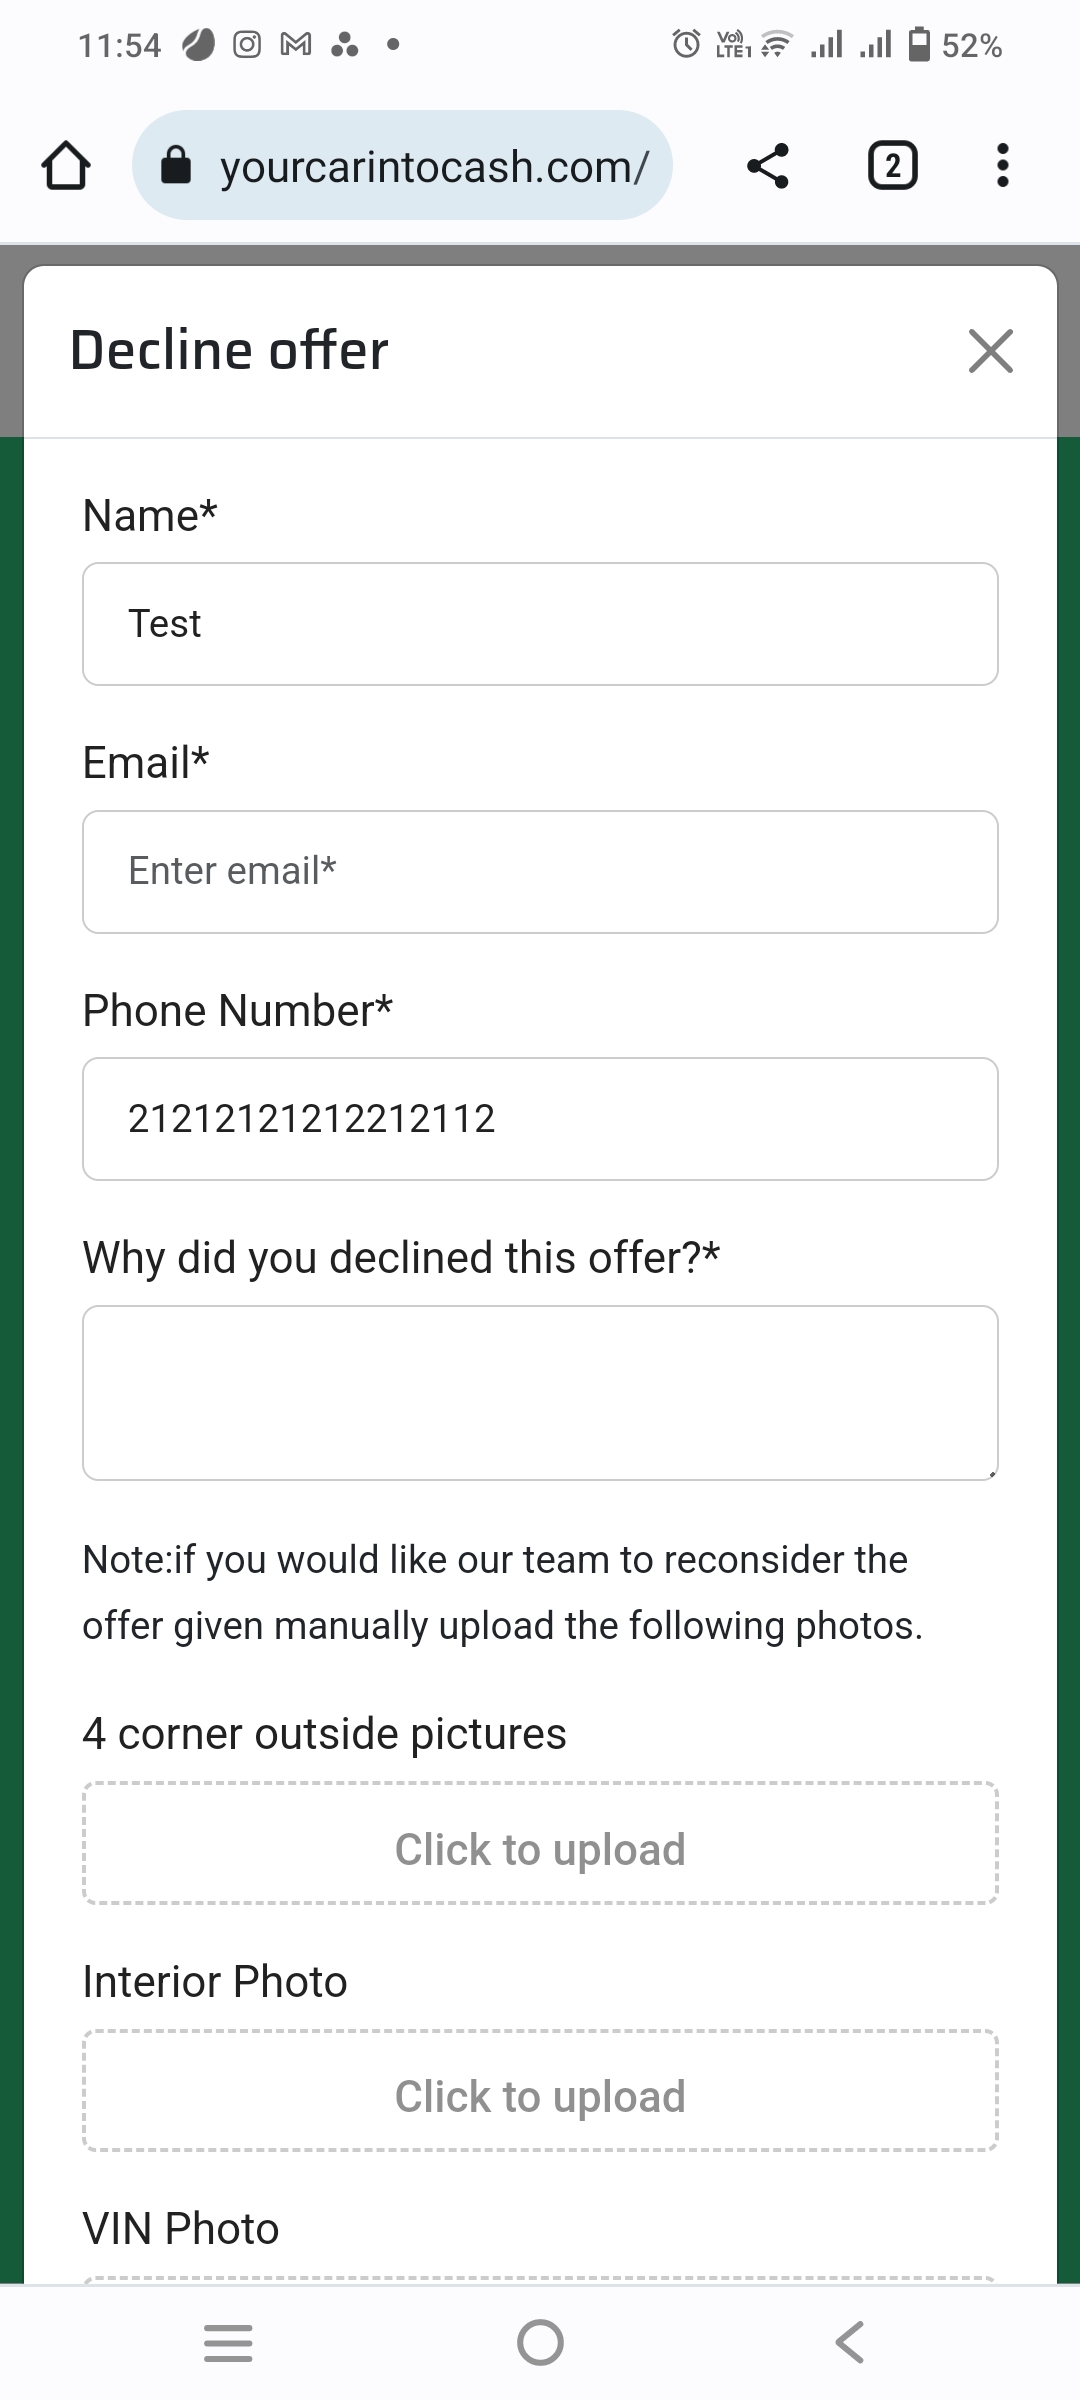 11:54
Vo)) LTE1
52%
yourcarintocash.com/
2
Decline offer
Name*
Test
Email*
Enter email*
Phone Number*
21212121212212112
Why did you declined this offer?*
Note:if you would like our team to reconsider the
offer given manually upload the following photos.
4 corner outside pictures
Click to upload
Interior Photo
Click to upload
VIN Photo